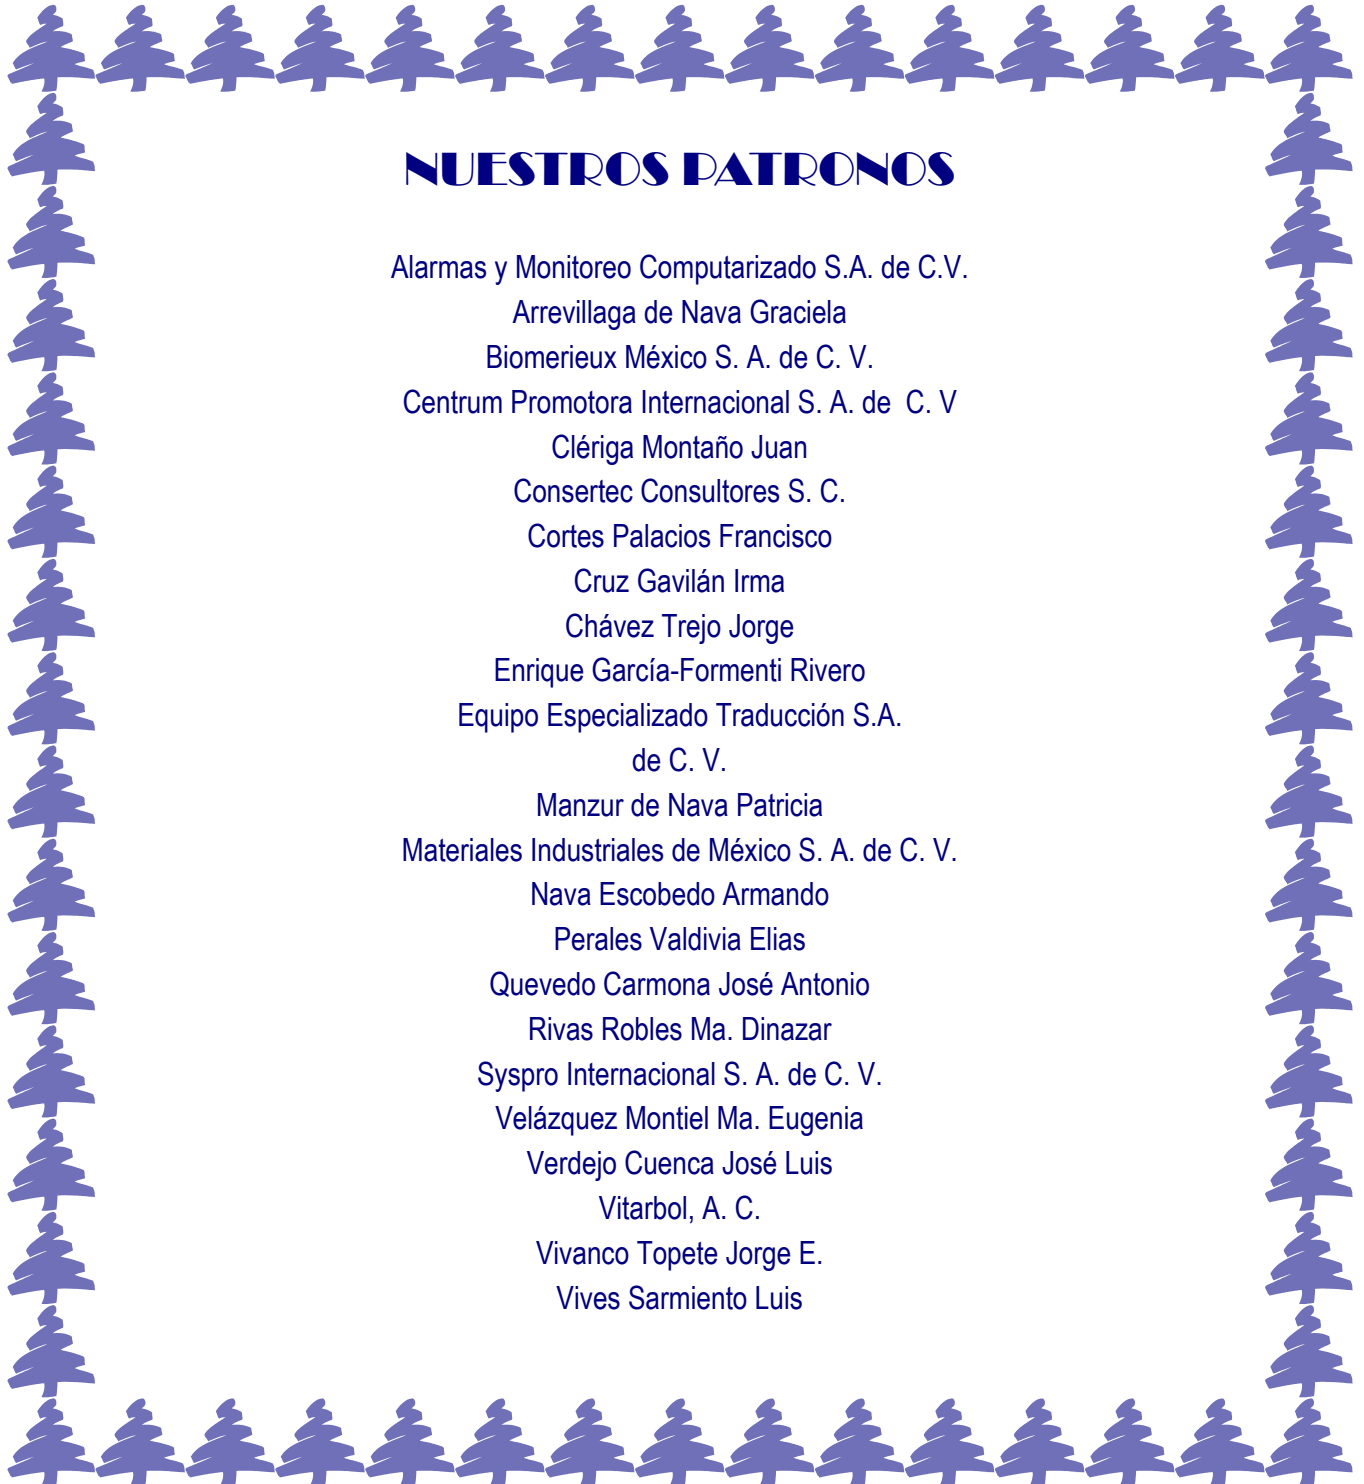 NUESTROS PATRONOS
Alarmas y Monitoreo Computarizado S.A. de C.V.
Arrevillaga de Nava Graciela
Biomerieux México S. A. de C. V.
Centrum Promotora Internacional S. A. de  C. V
Clériga Montaño Juan
Consertec Consultores S. C.
Cortes Palacios Francisco
Cruz Gavilán Irma
Chávez Trejo Jorge
Enrique García-Formenti Rivero
Equipo Especializado Traducción S.A.
de C. V.
Manzur de Nava Patricia
Materiales Industriales de México S. A. de C. V.
Nava Escobedo Armando
Perales Valdivia Elias
Quevedo Carmona José Antonio
Rivas Robles Ma. Dinazar
Syspro Internacional S. A. de C. V.
Velázquez Montiel Ma. Eugenia
Verdejo Cuenca José Luis
Vitarbol, A. C.
Vivanco Topete Jorge E.
Vives Sarmiento Luis